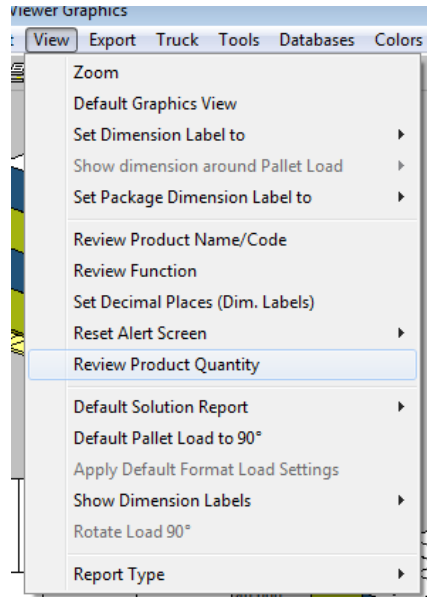 Viewer Graphics
View Export Truck Tools Databases Colors
Zoom
Default Graphics View
Set Dimension Label to
Show dimension around Pallet Load
Set Package Dimension Label to
Review Product Name/Code
Review Function
Set Decimal Places (Dim. Labels)
Reset Alert Screen
Review Product Quantity
Default Solution Report
Default Pallet Load to 90°
Apply Default Format Load Settings
Show Dimension Labels
Rotate Load 90°
Report Type